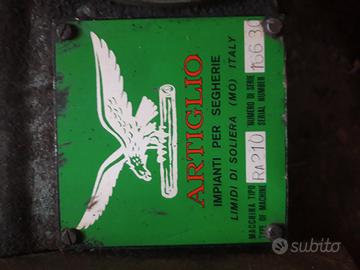 ARTIGLIO
IMPIANTI PER SEGHERIE
LIMIDI DI SOLIERA (MO) ITALY
MACCHINA TIPO
TYPE OF MACHINE
RA210
NUMERO DI SERIE
SERIAL NUMBER
16630
subito